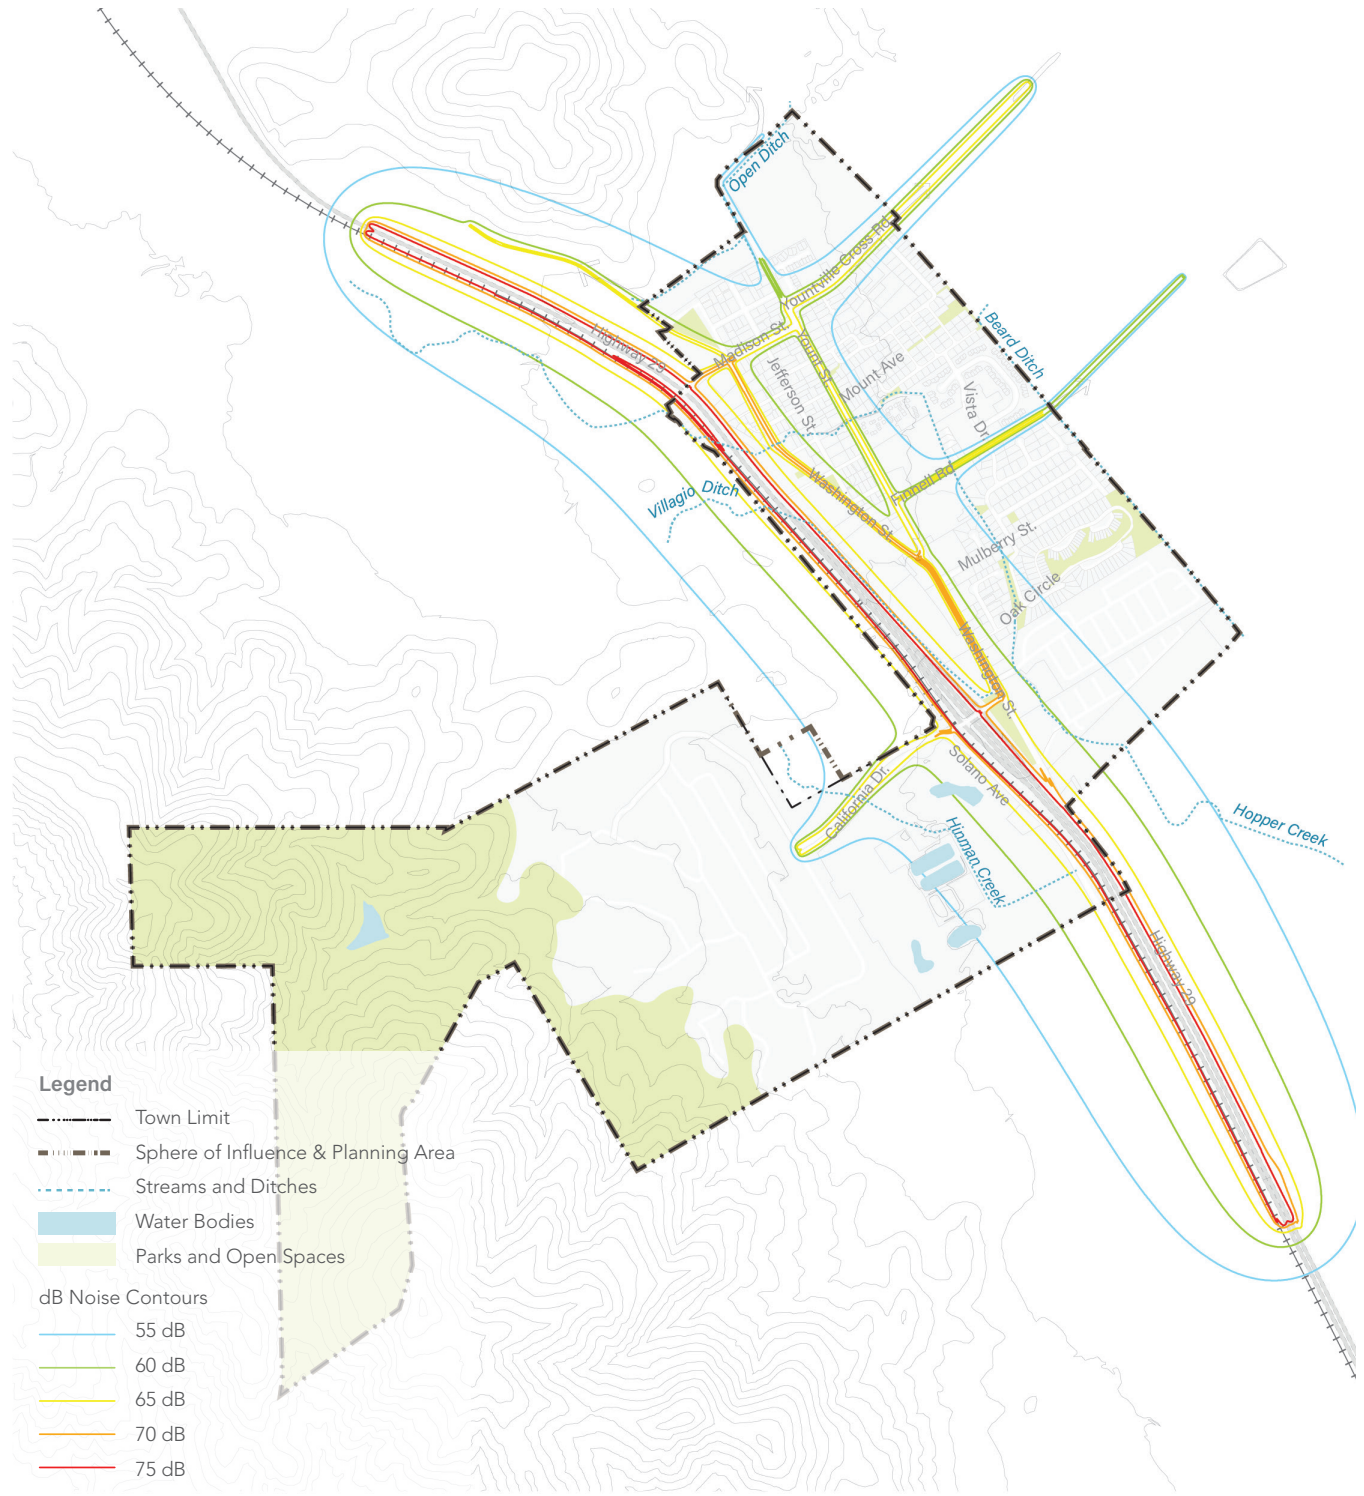 Open Ditch
Yountville Cross Rd
Highway 29
Madison St.
Yount St.
Mount Ave
Jefferson St
Beard Ditch
Vista Dr.
Villagio Ditch
Washington St.
Finnell Rd
Mulberry St.
Oak Circle
Washington St.
Solano Ave
California Dr.
Hinman Creek
Hopper Creek
Highway 29
Legend
Town Limit
Sphere of Influence & Planning Area
Streams and Ditches
Water Bodies
Parks and Open Spaces
dB Noise Contours
55 dB
60 dB
65 dB
70 dB
75 dB